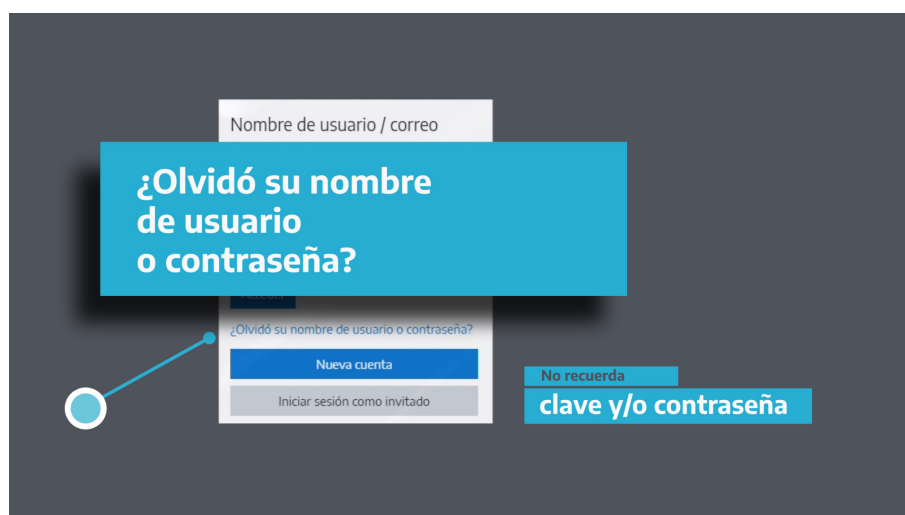 Nombre de usuario / correo
¿Olvidó su nombre
de usuario
o contraseña?
¿Olvidó su nombre de usuario o contraseña?
Nueva cuenta
Iniciar sesión como invitado
No recuerda
clave y/o contraseña